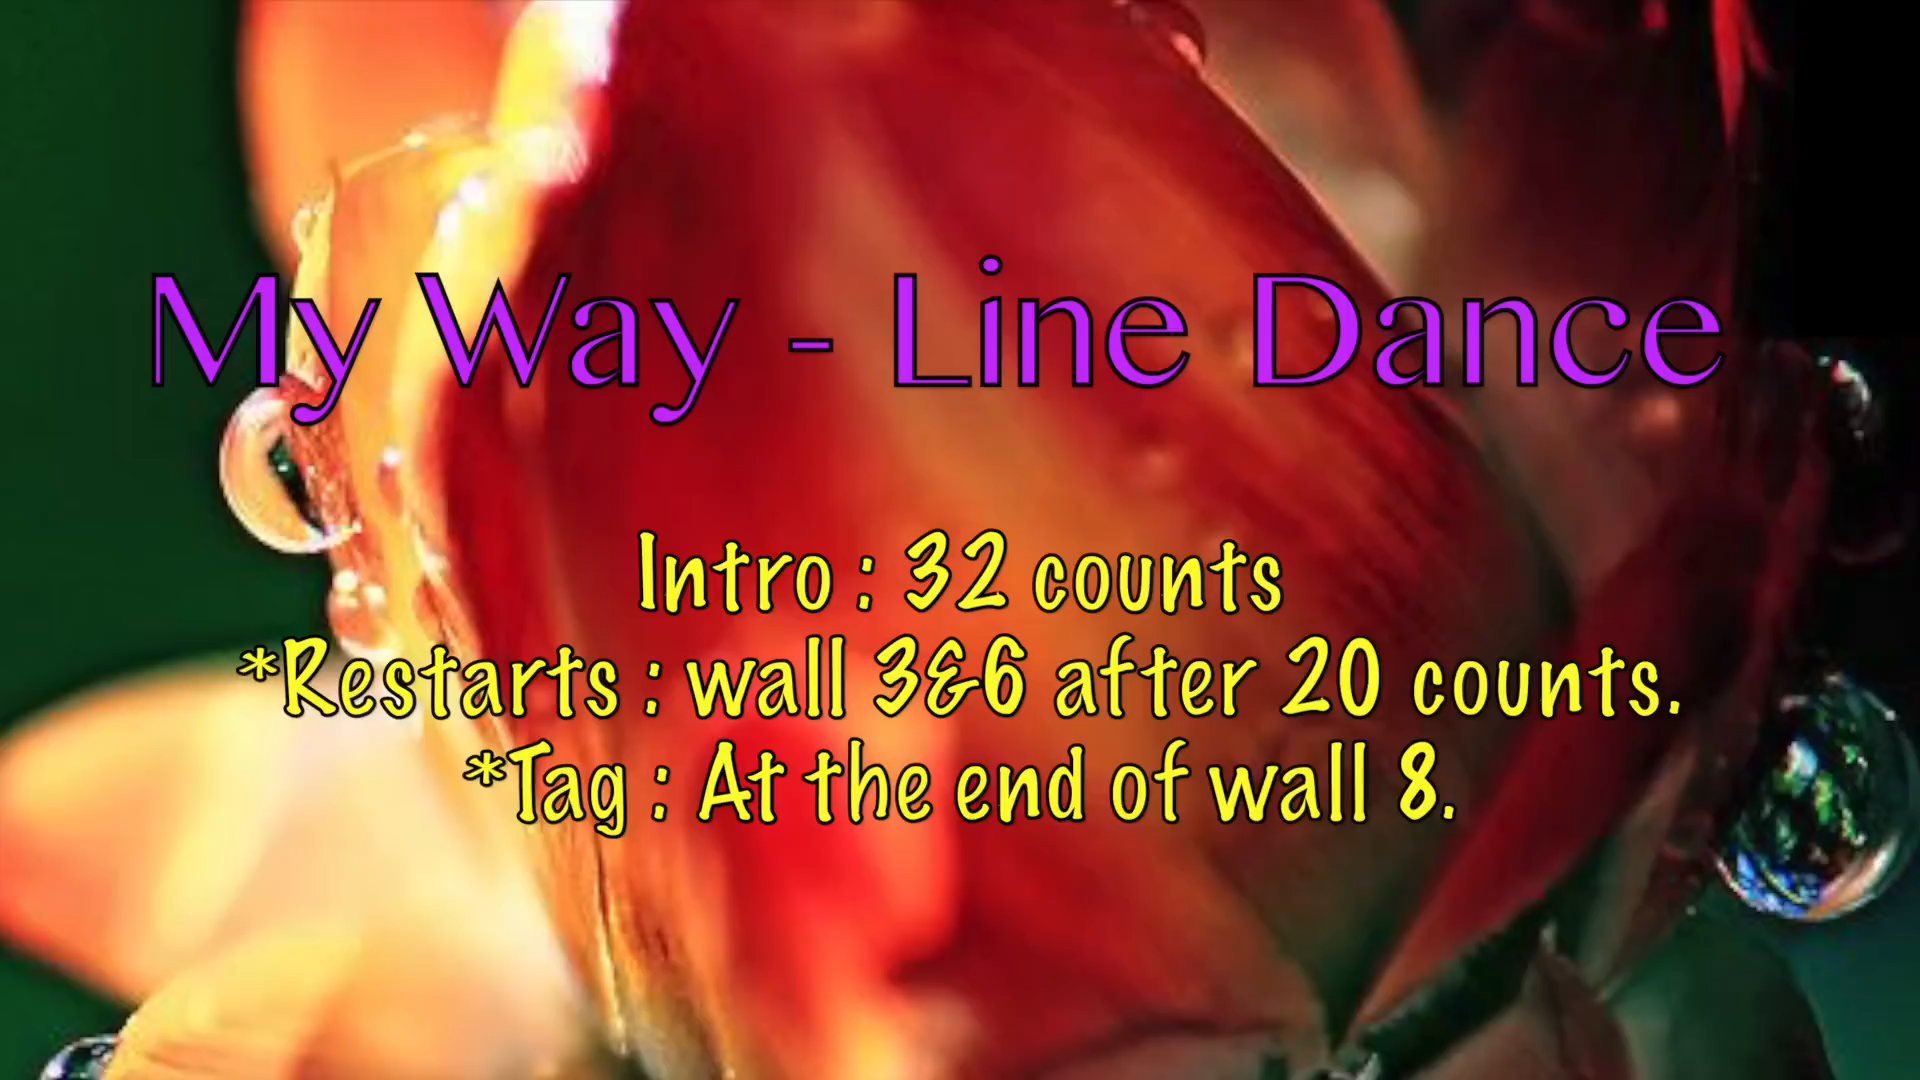 My Way - Line Dance
Intro : 32 counts
*Restarts : wall 3&6 after 20 counts.
*Tag : At the end of wall 8.